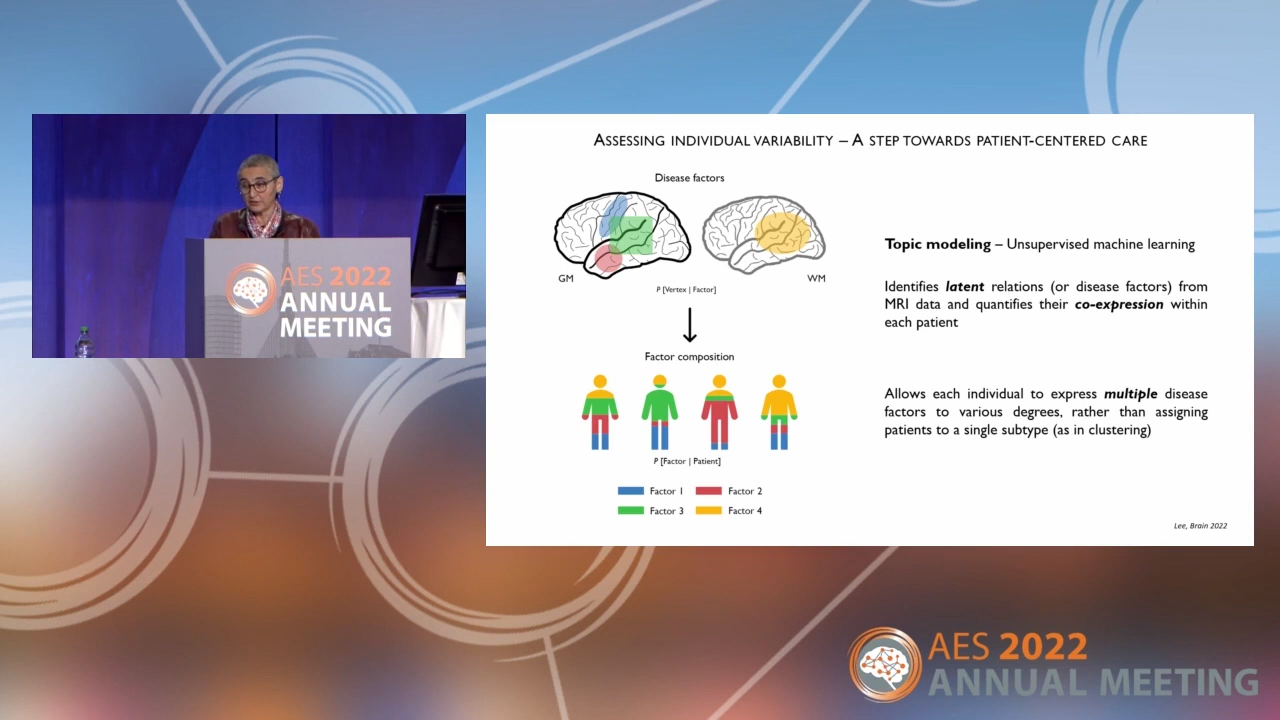 AES 2022
ANNUAL
MEETING
ASSESSING INDIVIDUAL VARIABILITY – A STEP TOWARDS PATIENT-CENTERED CARE
Disease factors
GM
WM
P [Vertex | Factor]
Factor composition
P [Factor | Patient]
Factor 1
Factor 2
Factor 3
Factor 4
Topic modeling – Unsupervised machine learning
Identifies latent relations (or disease factors) from
MRI data and quantifies their co-expression within
each patient
Allows each individual to express multiple disease
factors to various degrees, rather than assigning
patients to a single subtype (as in clustering)
Lee, Brain 2022
AES 2022
ANNUAL MEETING